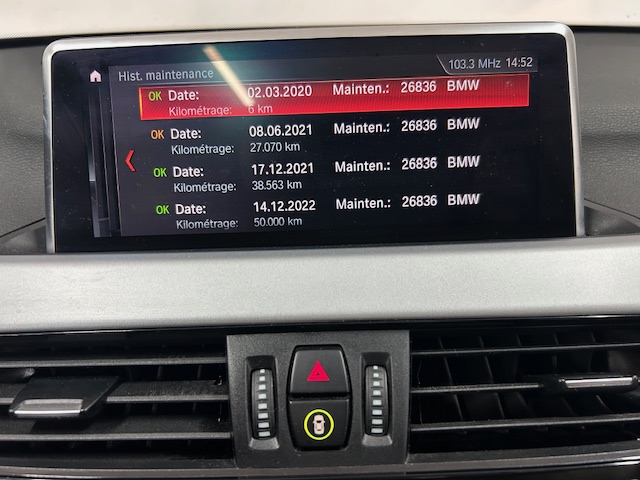 103.3 MHz 14:52
Hist. maintenance
OK Date: 02.03.2020 Mainten.: 26836 BMW
Kilométrage: 6 km
OK Date: 08.06.2021 Mainten.: 26836 BMW
Kilométrage: 27.070 km
OK Date: 17.12.2021 Mainten.: 26836 BMW
Kilométrage: 38.563 km
OK Date: 14.12.2022 Mainten.: 26836 BMW
Kilométrage: 50.000 km